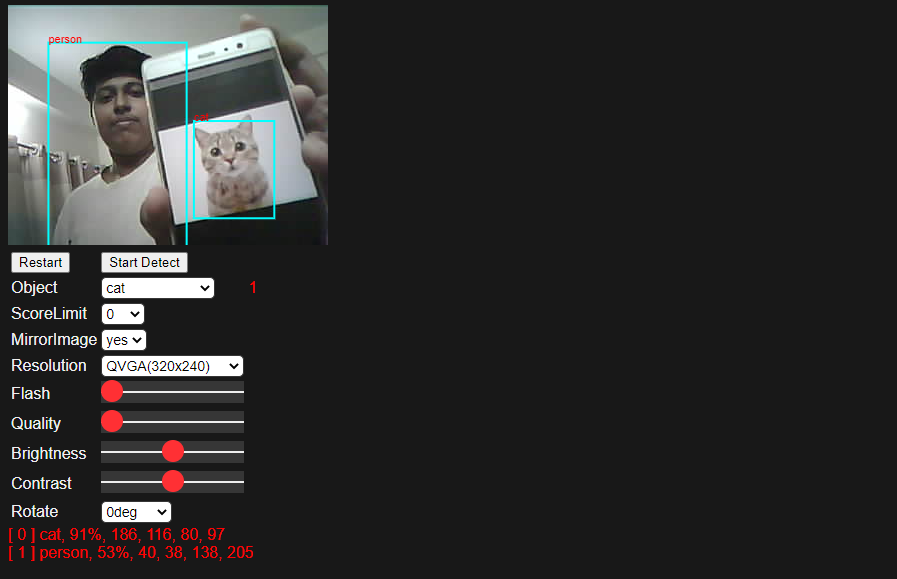 person
cat
Restart Start Detect
Object cat 1
ScoreLimit 0
MirrorImage yes
Resolution QVGA(320x240)
Flash
Quality
Brightness
Contrast
Rotate 0deg
[ 0 ] cat, 91%, 186, 116, 80, 97
[ 1 ] person, 53%, 40, 38, 138, 205